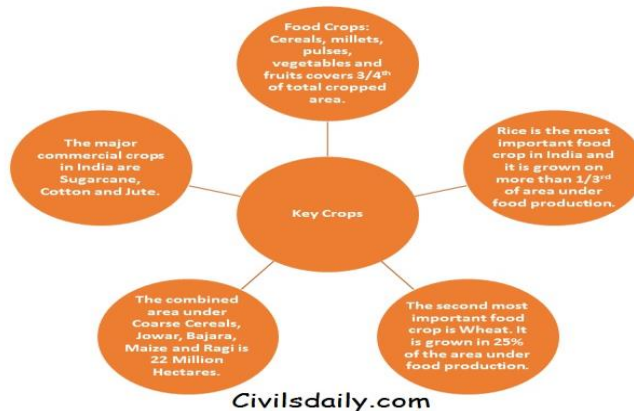 Food Crops:
Cereals, millets,
pulses,
vegetables and
fruits covers 3/4th
of total cropped
area.
The major
commercial crops
in India are
Sugarcane,
Cotton and Jute.
Rice is the most
important food
crop in India and
it is grown on
more than 1/3rd
of area under
food production.
Key Crops
The combined
area under
Coarse Cereals,
Jowar, Bajara,
Maize and Ragi is
22 Million
Hectares.
The second most
important food
crop is Wheat. It
is grown in 25%
of the area under
food production.
Civilsdaily.com